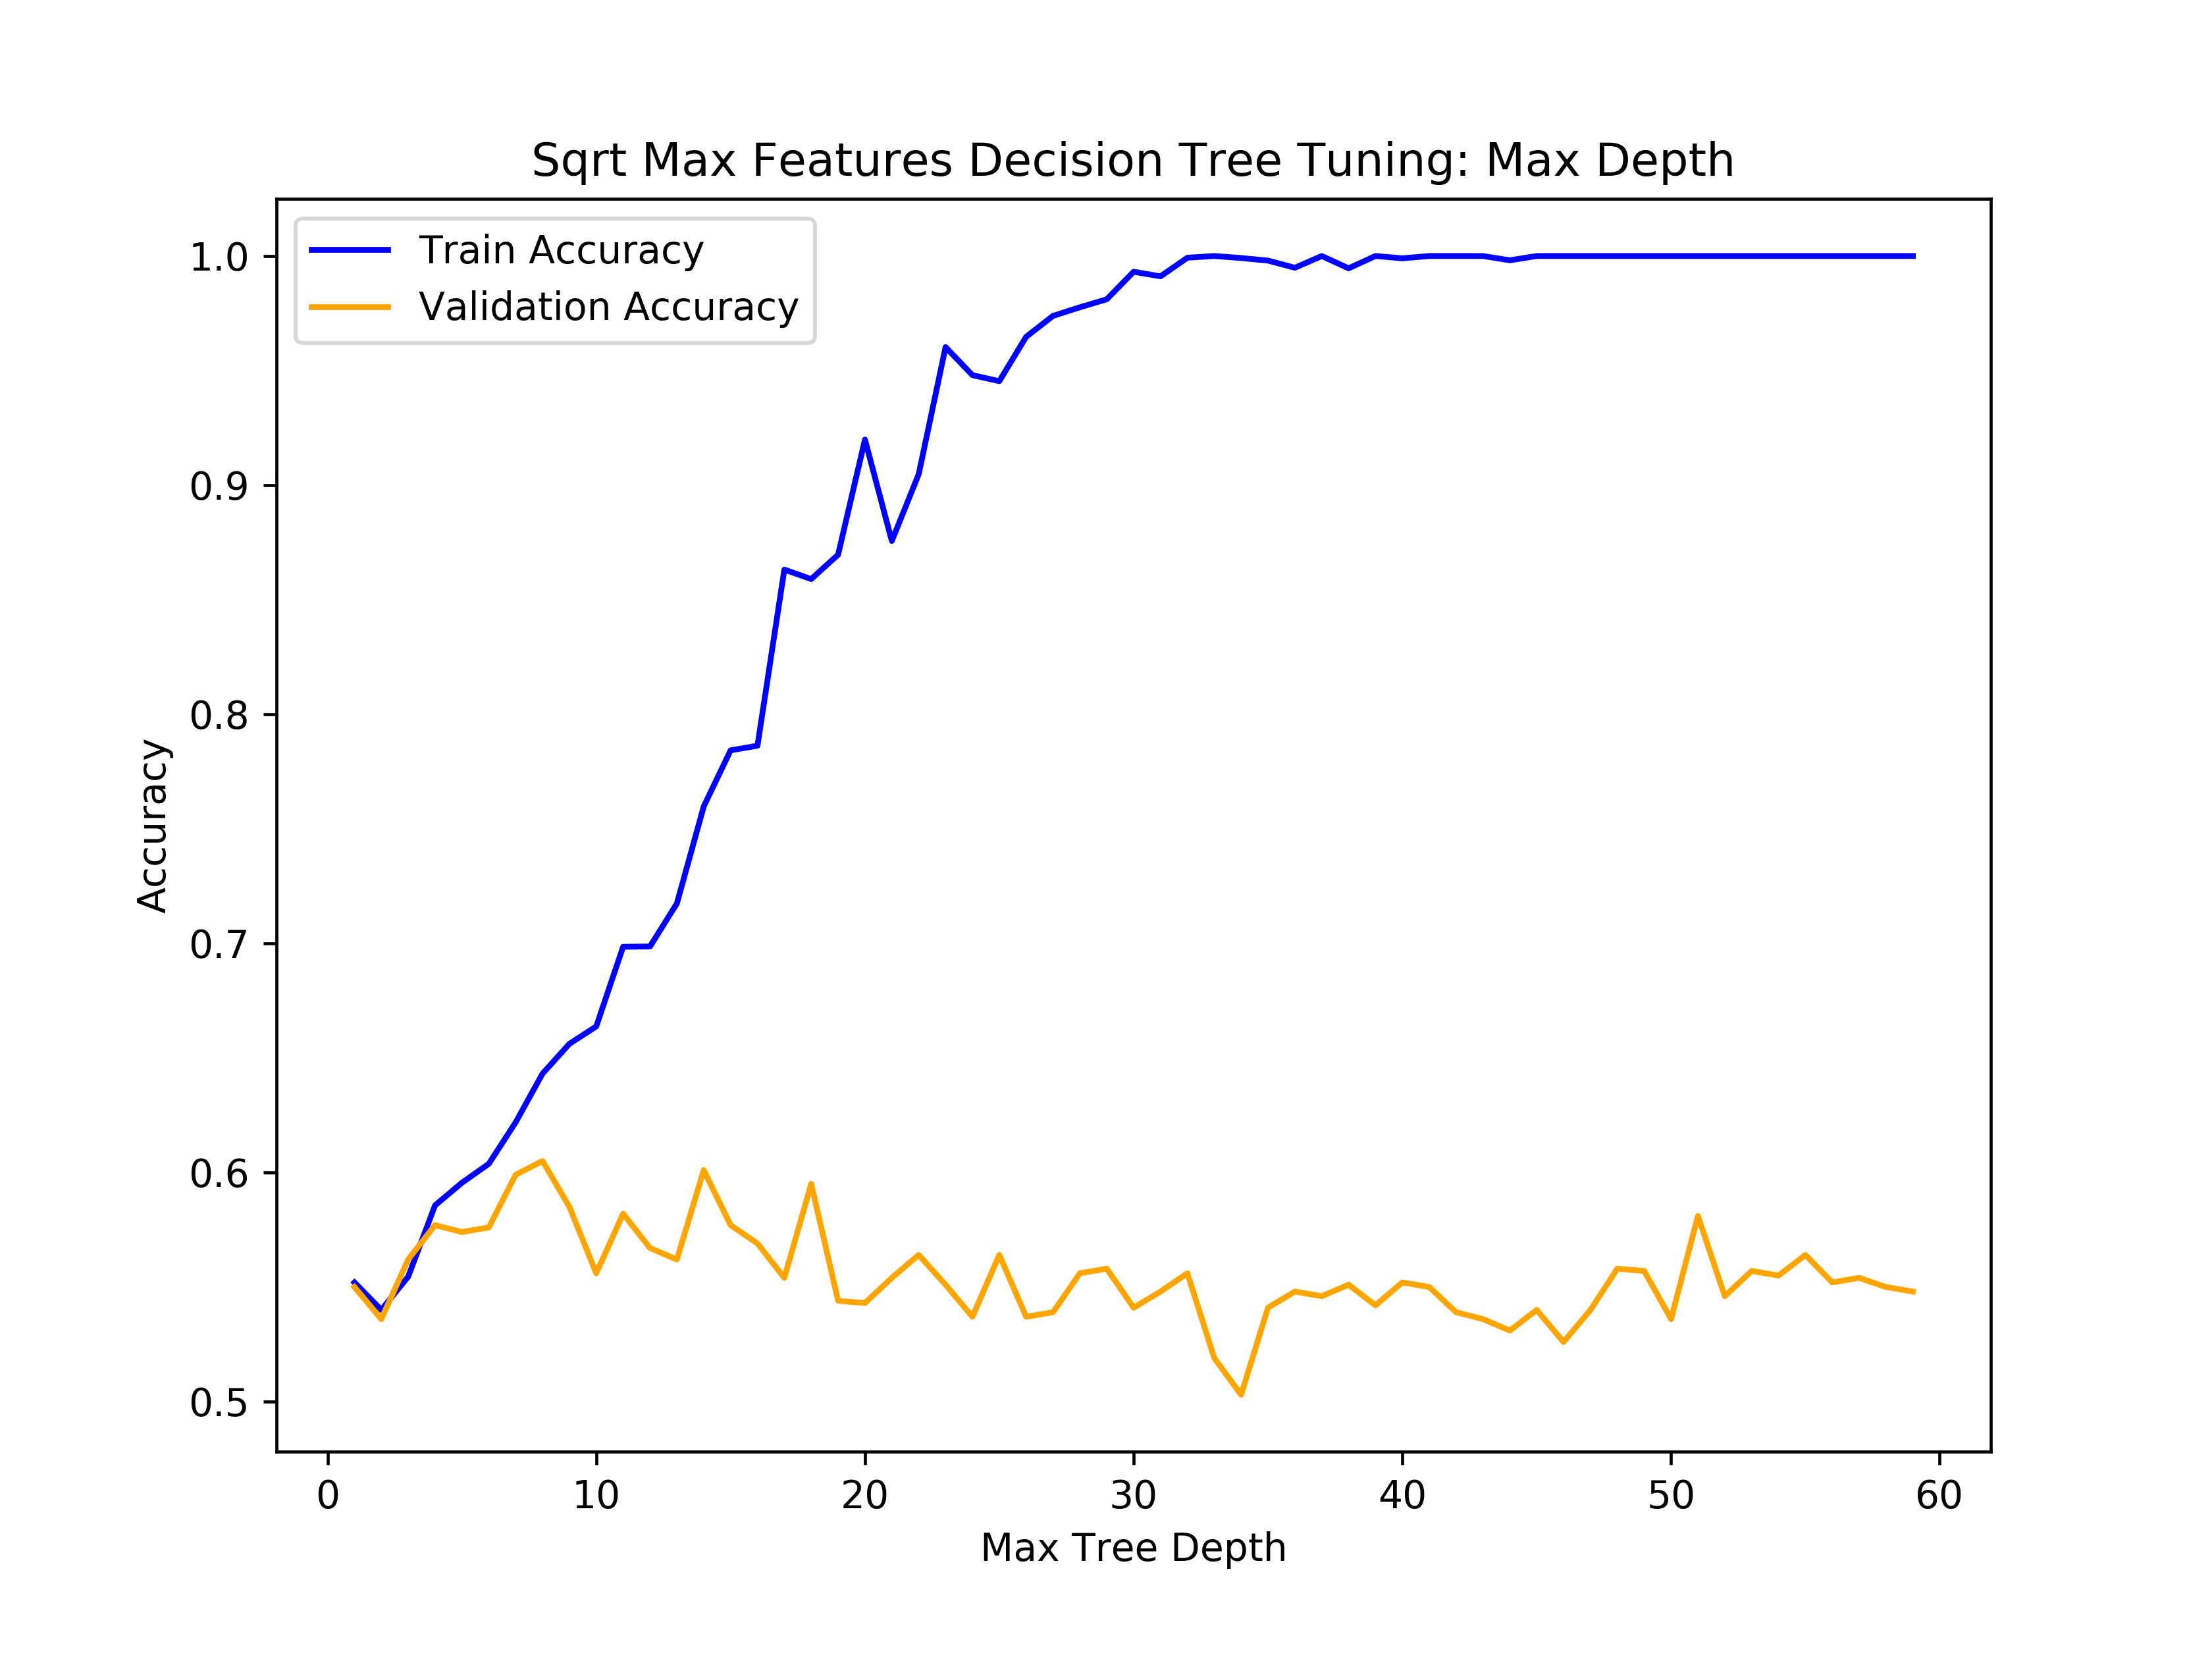 Sqrt Max Features Decision Tree Tuning: Max Depth
Train Accuracy
Validation Accuracy
1.0
0.9
0.8
0.7
0.6
0.5
Accuracy
0 10 20 30 40 50 60
Max Tree Depth